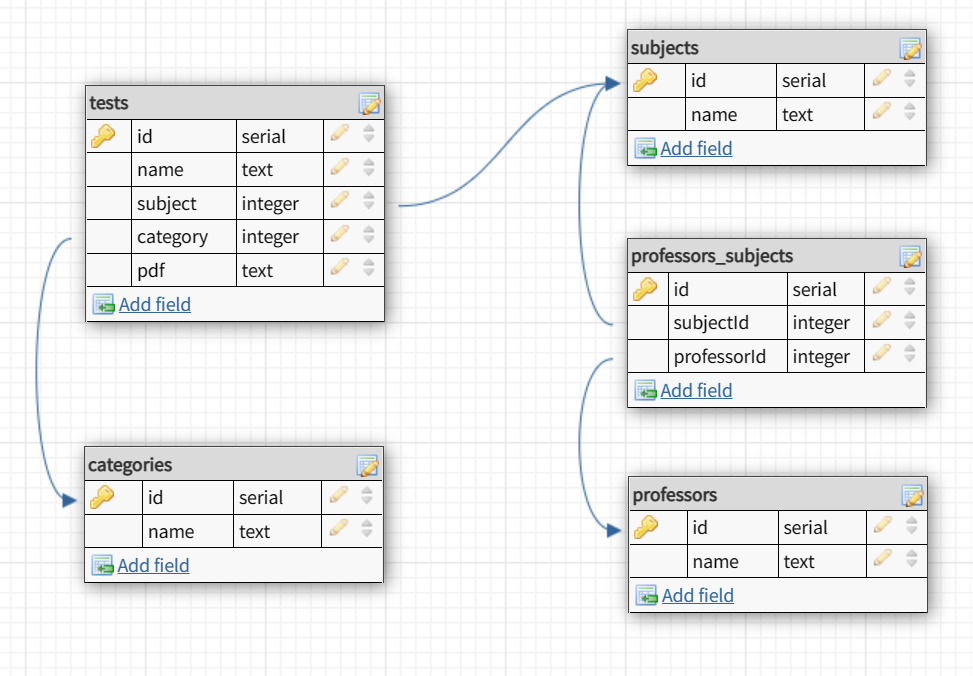 tests
id serial
name text
subject integer
category integer
pdf text
Add field
categories
id serial
name text
Add field
subjects
id serial
name text
Add field
professors_subjects
id serial
subjectId integer
professorId integer
Add field
professors
id serial
name text
Add field